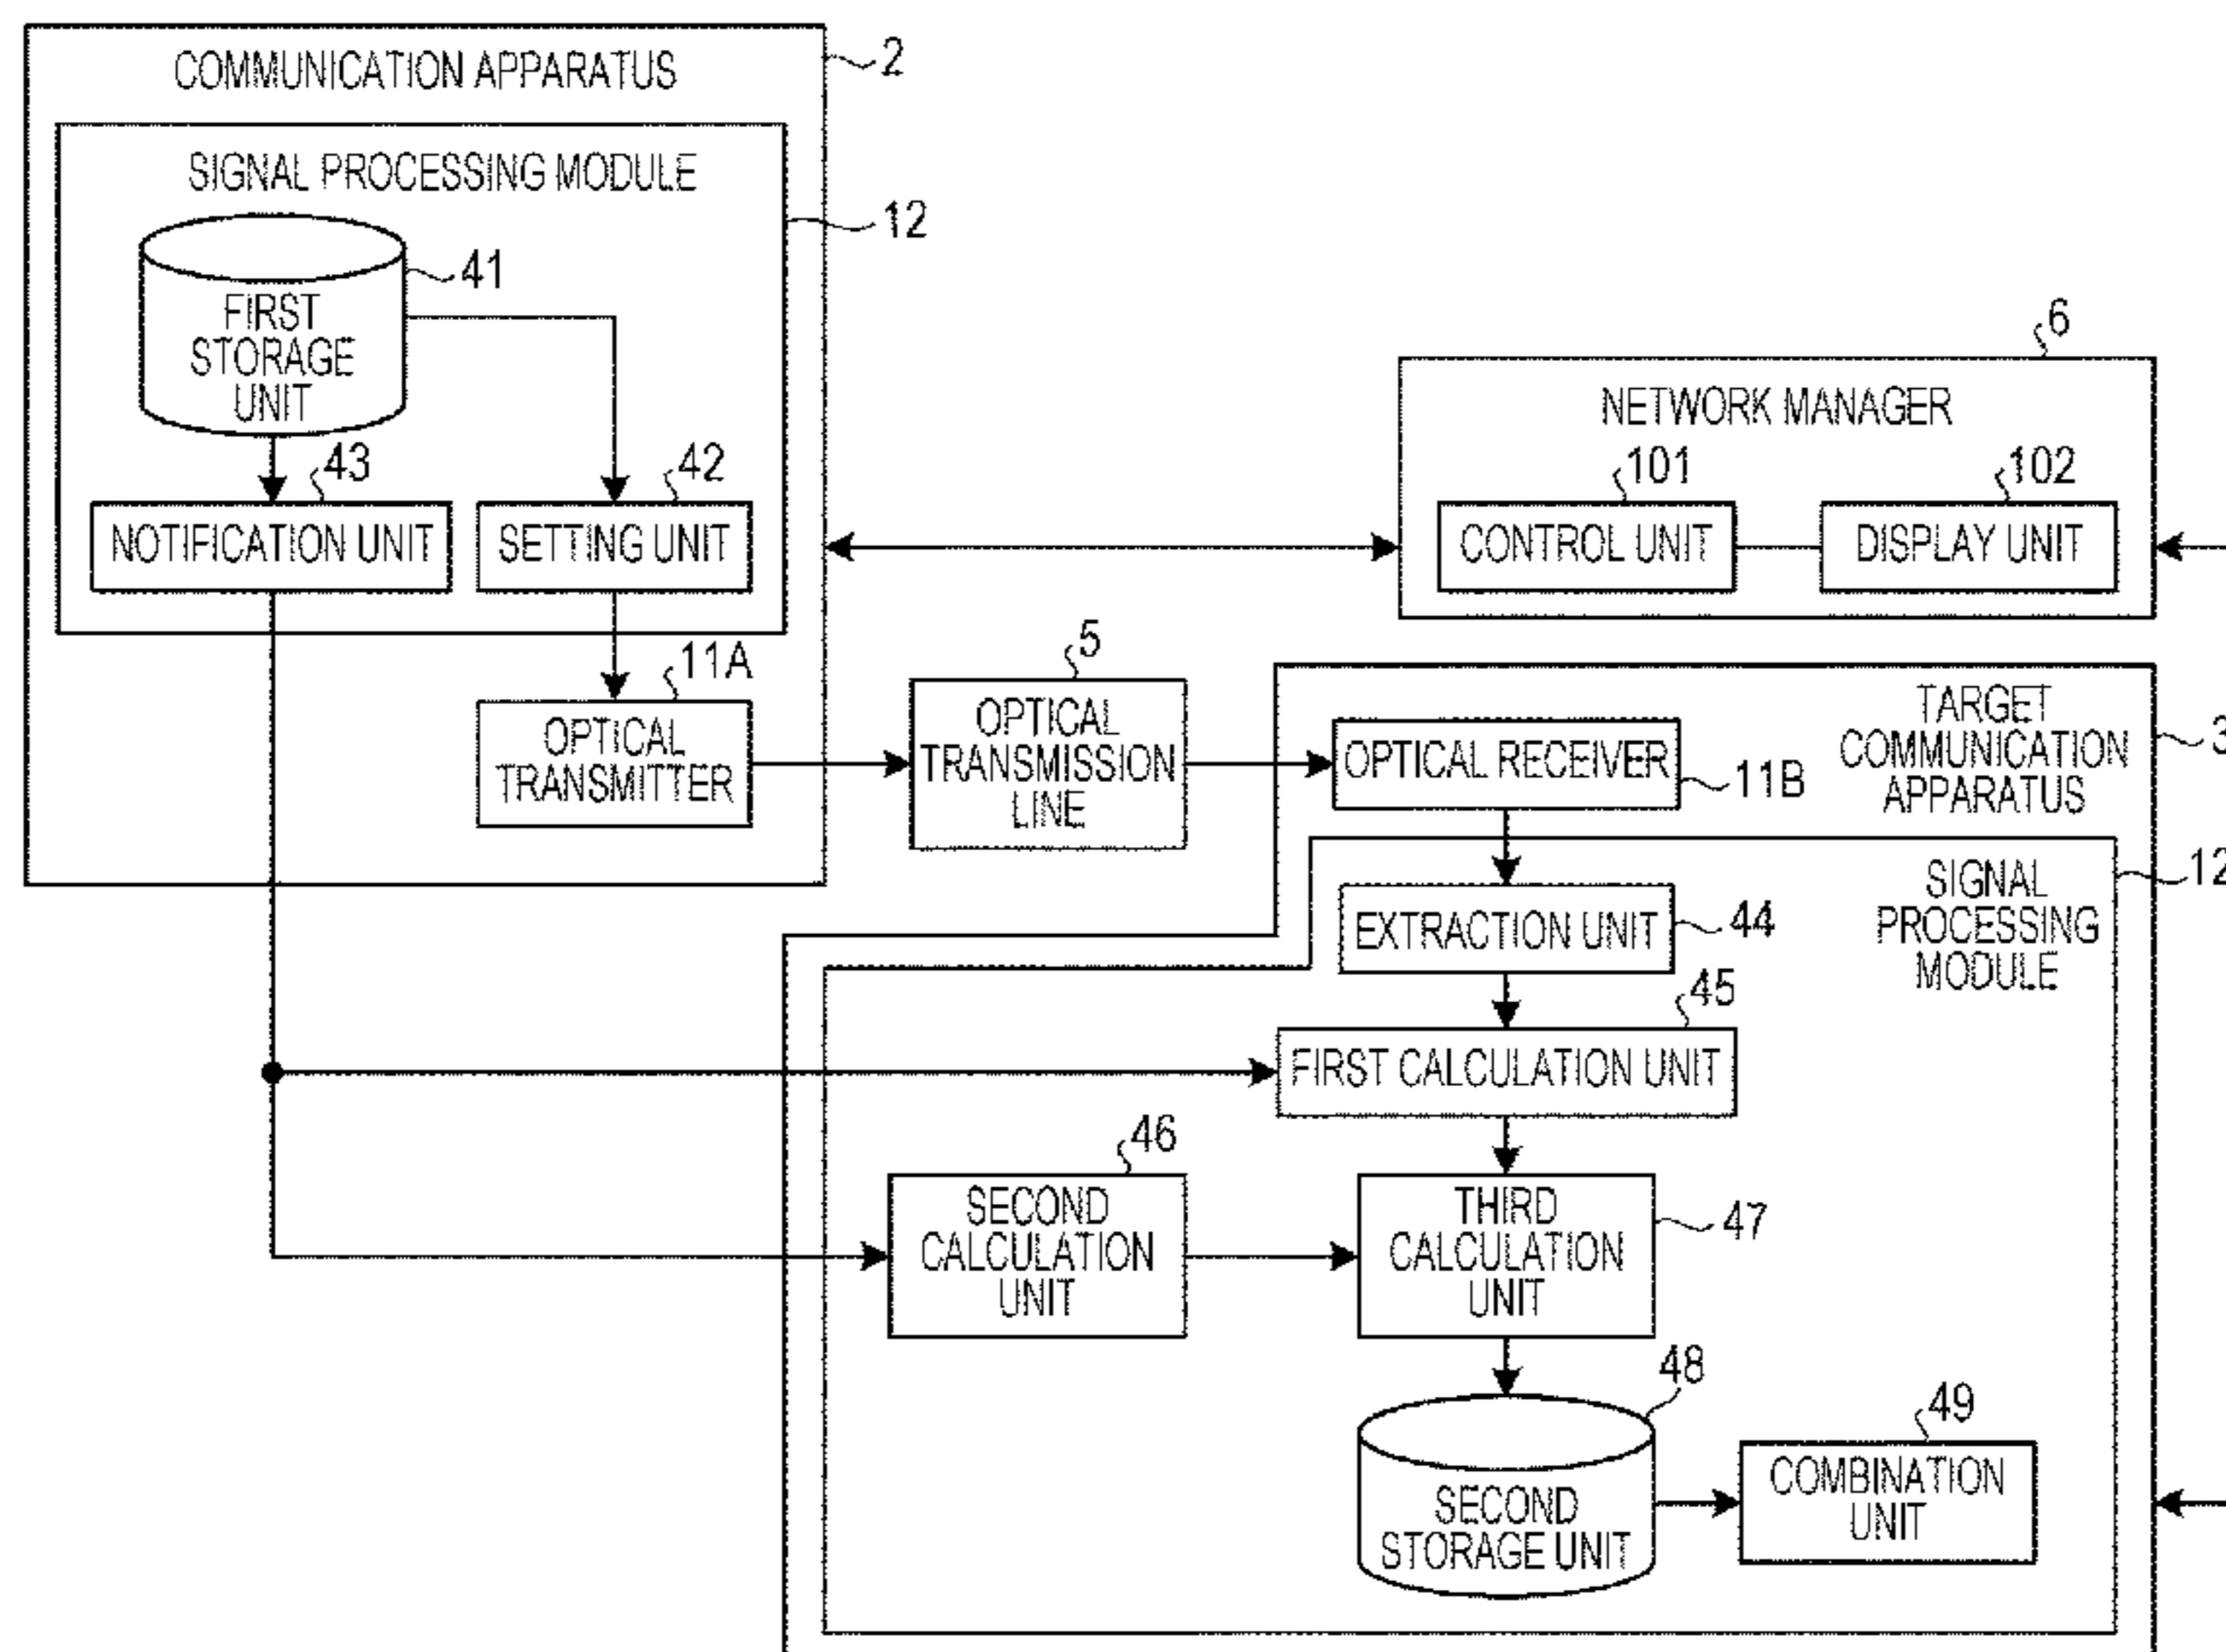 COMMUNICATION APPARATUS
2
SIGNAL PROCESSING MODULE
12
41
FIRST
STORAGE
UNIT
43
42
NOTIFICATION UNIT
SETTING UNIT
11A
OPTICAL
TRANSMITTER
5
OPTICAL
TRANSMISSION
LINE
6
NETWORK MANAGER
101
102
CONTROL UNIT
DISPLAY UNIT
TARGET
COMMUNICATION
APPARATUS
3
OPTICAL RECEIVER
11B
SIGNAL
PROCESSING
MODULE
12
EXTRACTION UNIT
44
45
FIRST CALCULATION UNIT
46
SECOND
CALCULATION
UNIT
THIRD
CALCULATION
UNIT
47
48
SECOND
STORAGE UNIT
49
COMBINATION
UNIT